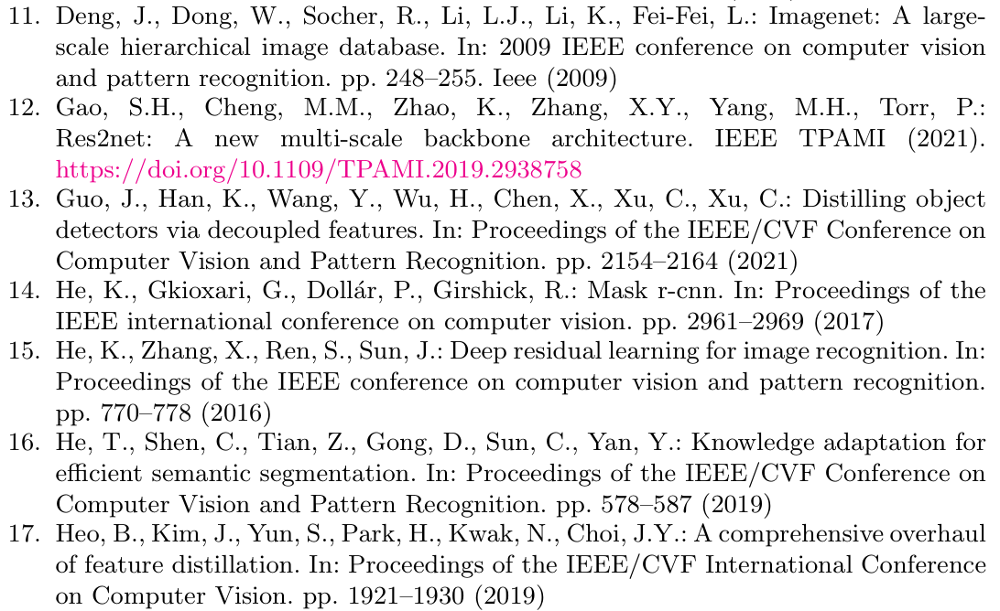 11. Deng, J., Dong, W., Socher, R., Li, L.J., Li, K., Fei-Fei, L.: Imagenet: A large-
scale hierarchical image database. In: 2009 IEEE conference on computer vision
and pattern recognition. pp. 248–255. Ieee (2009)
12. Gao, S.H., Cheng, M.M., Zhao, K., Zhang, X.Y., Yang, M.H., Torr, P.:
Res2net: A new multi-scale backbone architecture. IEEE TPAMI (2021).
https://doi.org/10.1109/TPAMI.2019.2938758
13. Guo, J., Han, K., Wang, Y., Wu, H., Chen, X., Xu, C., Xu, C.: Distilling object
detectors via decoupled features. In: Proceedings of the IEEE/CVF Conference on
Computer Vision and Pattern Recognition. pp. 2154–2164 (2021)
14. He, K., Gkioxari, G., Dollár, P., Girshick, R.: Mask r-cnn. In: Proceedings of the
IEEE international conference on computer vision. pp. 2961–2969 (2017)
15. He, K., Zhang, X., Ren, S., Sun, J.: Deep residual learning for image recognition. In:
Proceedings of the IEEE conference on computer vision and pattern recognition.
pp. 770–778 (2016)
16. He, T., Shen, C., Tian, Z., Gong, D., Sun, C., Yan, Y.: Knowledge adaptation for
efficient semantic segmentation. In: Proceedings of the IEEE/CVF Conference on
Computer Vision and Pattern Recognition. pp. 578–587 (2019)
17. Heo, B., Kim, J., Yun, S., Park, H., Kwak, N., Choi, J.Y.: A comprehensive overhaul
of feature distillation. In: Proceedings of the IEEE/CVF International Conference
on Computer Vision. pp. 1921–1930 (2019)